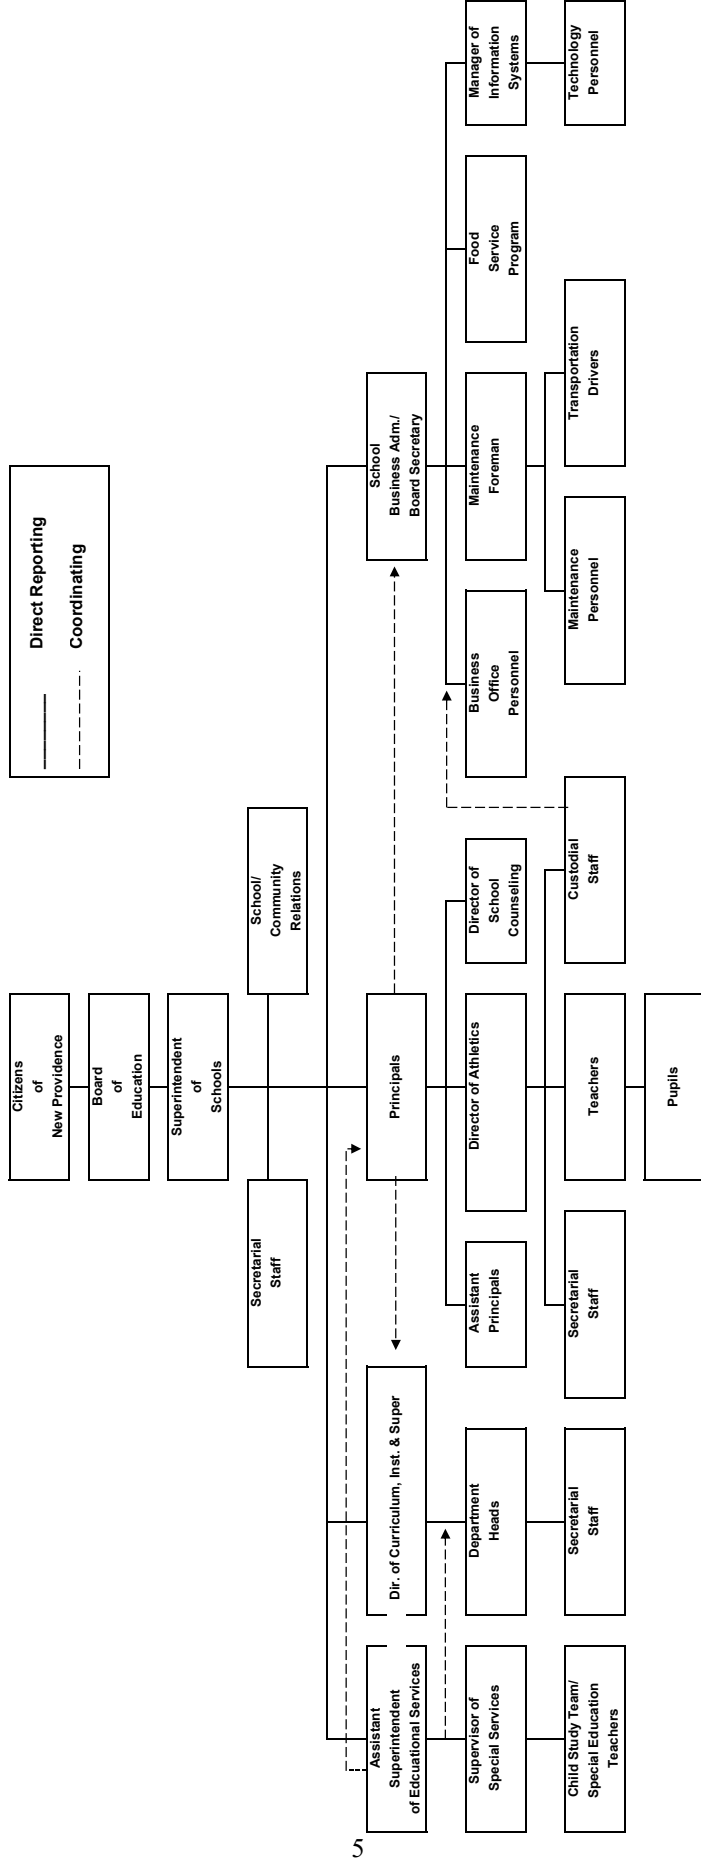 Direct Reporting
Coordinating
Citizens
of
New Providence
Board
of
Education
Superintendent
of
Schools
Secretarial
Staff
School/
Community
Relations
Assistant
Superintendent
of Edcuational Services
Dir. of Curriculum, Inst. & Super
Principals
School
Business Adm./
Board Secretary
Supervisor of
Special Services
Department
Heads
Assistant
Principals
Director of Athletics
Director of
School
Counseling
Business
Office
Personnel
Maintenance
Foreman
Food
Service
Program
Manager of
Information
Systems
Child Study Team/
Special Education
Teachers
Secretarial
Staff
Secretarial
Staff
Teachers
Custodial
Staff
Maintenance
Personnel
Transportation
Drivers
Technology
Personnel
Pupils
5